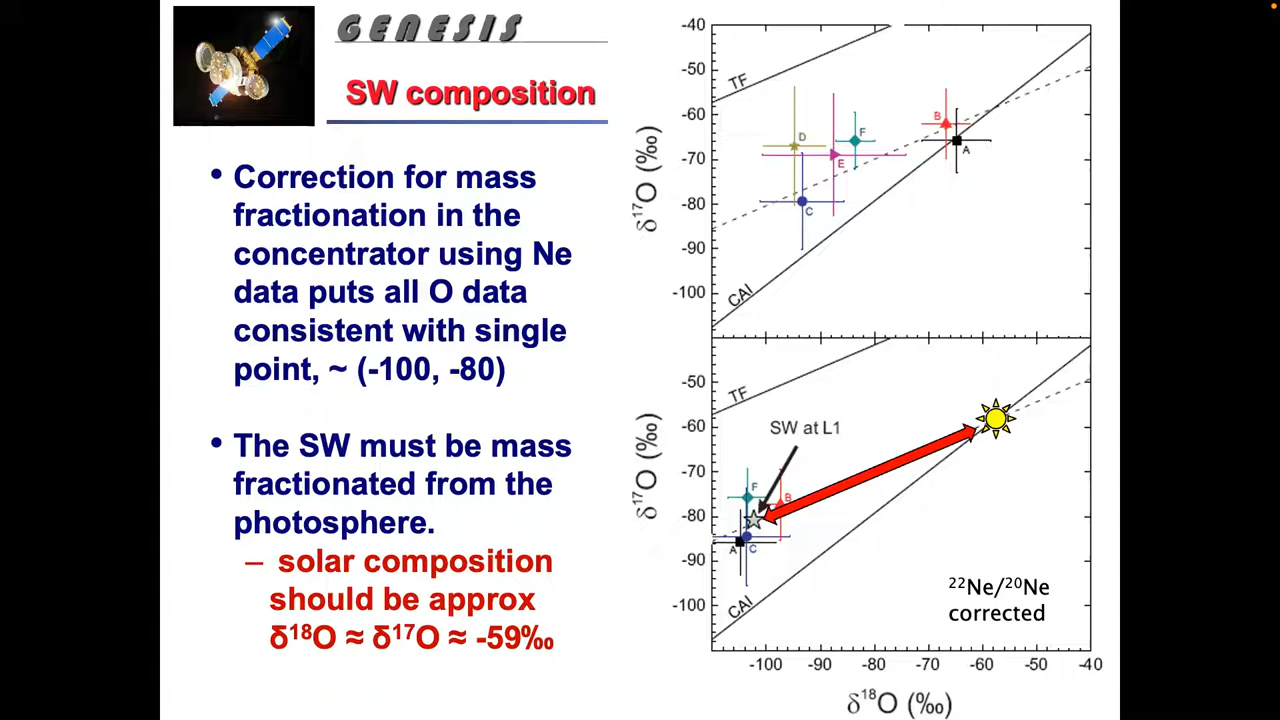 GENESIS
SW composition
• Correction for mass
fractionation in the
concentrator using Ne
data puts all O data
consistent with single
point, ~ (-100, -80)
• The SW must be mass
fractionated from the
photosphere.
– solar composition
should be approx
δ¹⁸O ≈ δ¹⁷O ≈ -59‰
-40
-50
-60
-70
-80
-90
-100
δ¹⁷O (‰)
TF
CAI
D
E
F
B
A
C
-50
-60
-70
-80
-90
-100
δ¹⁷O (‰)
TF
SW at L1
F
B
A
C
CAI
²²Ne/²⁰Ne
corrected
-100 -90 -80 -70 -60 -50 -40
δ¹⁸O (‰)